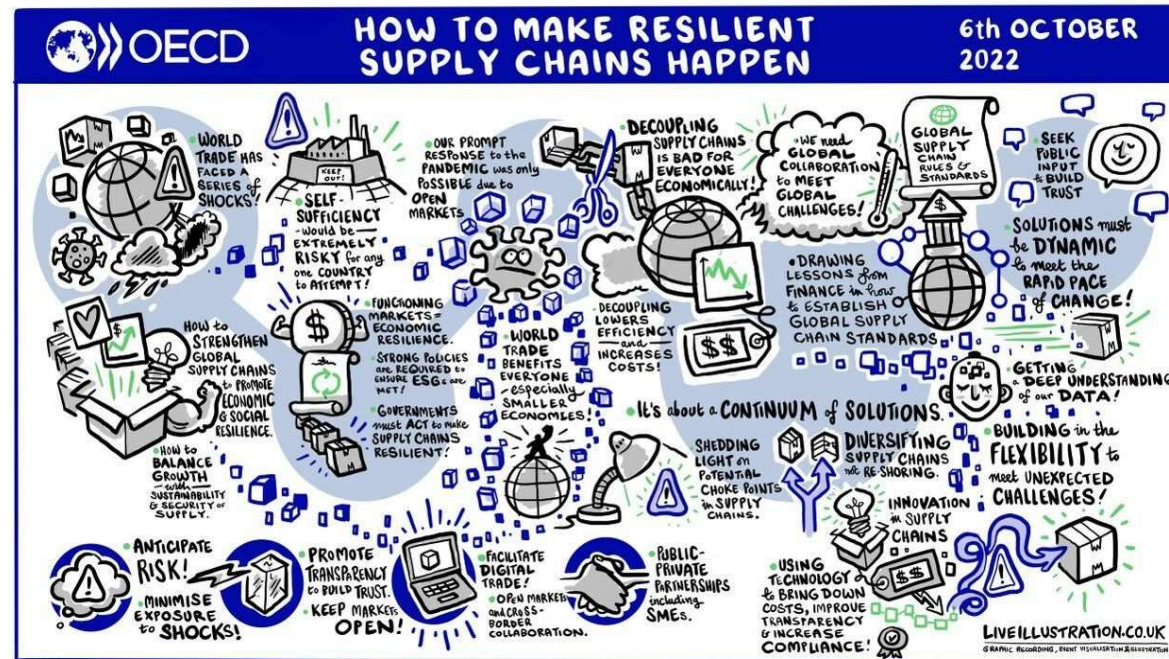 OECD
HOW TO MAKE RESILIENT
SUPPLY CHAINS HAPPEN
6th OCTOBER
2022
WORLD
TRADE HAS
FACED A
SERIES of
SHOCKS!
KEEP
OUT!
SELF-
SUFFICIENCY
would be
EXTREMELY
RISKY for any
one COUNTRY
to ATTEMPT!
OUR PROMPT
RESPONSE to the
PANDEMIC was only
POSSIBLE due to
OPEN
MARKETS
DECOUPLING
SUPPLY CHAINS
IS BAD FOR
EVERYONE
ECONOMICALLY!
WE need
GLOBAL
COLLABORATION
to MEET
GLOBAL
CHALLENGES!
GLOBAL
SUPPLY
CHAIN
RULES &
STANDARDS
SEEK
PUBLIC
INPUT
to BUILD
TRUST
SOLUTIONS must
be DYNAMIC
to meet the
RAPID PACE
of CHANGE!
HOW to
STRENGTHEN
GLOBAL
SUPPLY CHAINS
to PROMOTE
ECONOMIC
& SOCIAL
RESILIENCE.
HOW to
BALANCE
GROWTH
with
SUSTAINABILITY
& SECURITY of
SUPPLY.
$
$
FUNCTIONING
MARKETS =
ECONOMIC
RESILIENCE.
STRONG POLICIES
are REQUIRED to
ENSURE ESGs are
MET!
GOVERNMENTS
must ACT to make
SUPPLY CHAINS
RESILIENT!
WORLD
TRADE
BENEFITS
EVERYONE
especially
SMALLER
ECONOMIES!
DECOUPLING
LOWERS
EFFICIENCY
and
INCREASES
COSTS!
$$
DRAWING
LESSONS from
FINANCE in how
to ESTABLISH
GLOBAL SUPPLY
CHAIN STANDARDS
$
GETTING
a DEEP UNDERSTANDING
of our DATA!
IT'S about a CONTINUUM of SOLUTIONS.
SHEDDING
LIGHT on
POTENTIAL
CHOKE POINTS
in SUPPLY
CHAINS.
DIVERSIFYING
SUPPLY CHAINS
not RE-SHORING.
BUILDING in the
FLEXIBILITY to
meet UNEXPECTED
CHALLENGES!
INNOVATION
in SUPPLY
CHAINS
$$
USING
TECHNOLOGY
to BRING DOWN
COSTS, IMPROVE
TRANSPARENCY
& INCREASE
COMPLIANCE!
ANTICIPATE
RISK!
MINIMISE
EXPOSURE
to SHOCKS!
PROMOTE
TRANSPARENCY
to BUILD TRUST.
KEEP MARKETS
OPEN!
FACILITATE
DIGITAL
TRADE!
OPEN MARKETS
and CROSS-
BORDER
COLLABORATION.
PUBLIC-
PRIVATE
PARTNERSHIPS
including
SMEs.
LIVEILLUSTRATION.CO.UK
GRAPHIC RECORDING, EVENT VISUALISATION & ILLUSTRATION